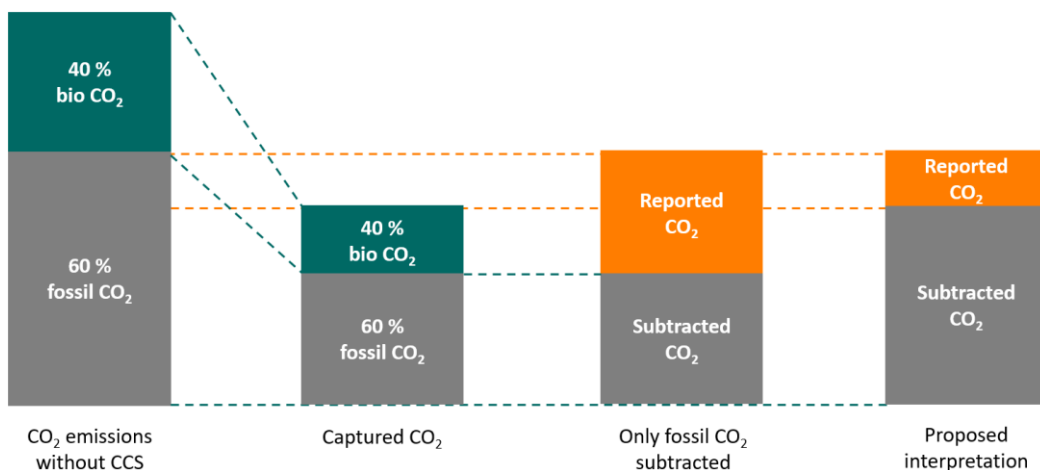 40 %
bio CO₂
60 %
fossil CO₂
CO₂ emissions
without CCS
40 %
bio CO₂
60 %
fossil CO₂
Captured CO₂
Reported
CO₂
Subtracted
CO₂
Only fossil CO₂
subtracted
Reported
CO₂
Subtracted
CO₂
Proposed
interpretation